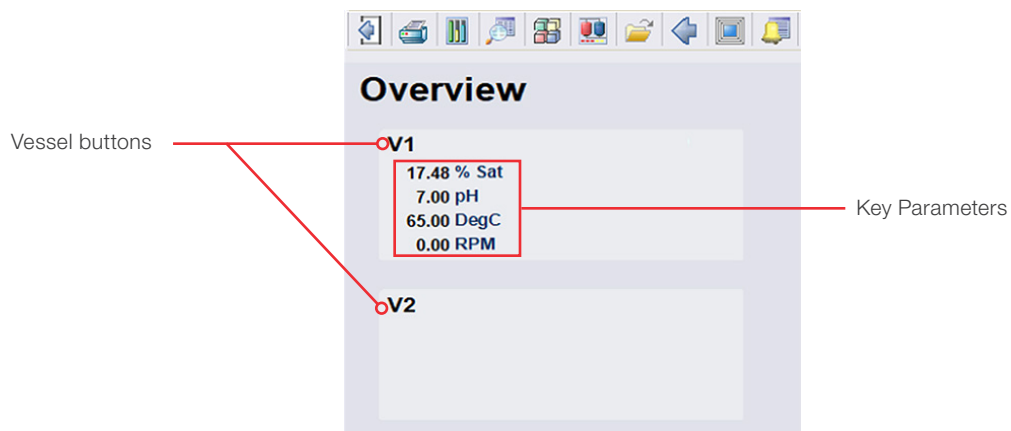 Overview
Vessel buttons
V1
17.48 % Sat
7.00 pH
65.00 DegC
0.00 RPM
Key Parameters
V2